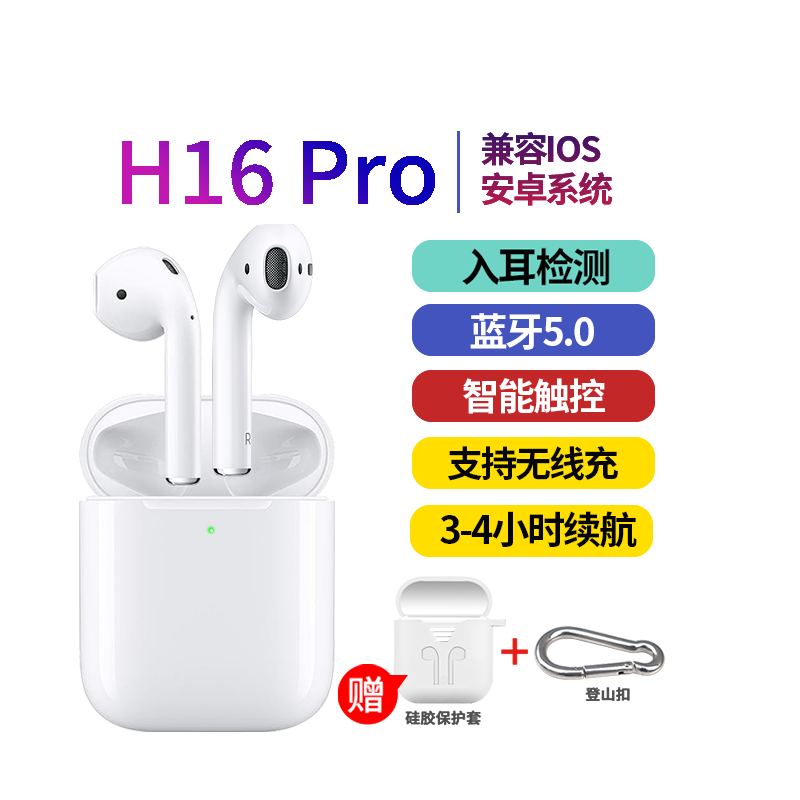 H16 Pro
兼容IOS
安卓系统
入耳检测
蓝牙5.0
智能触控
支持无线充
3-4小时续航
R
赠
+
硅胶保护套
登山扣